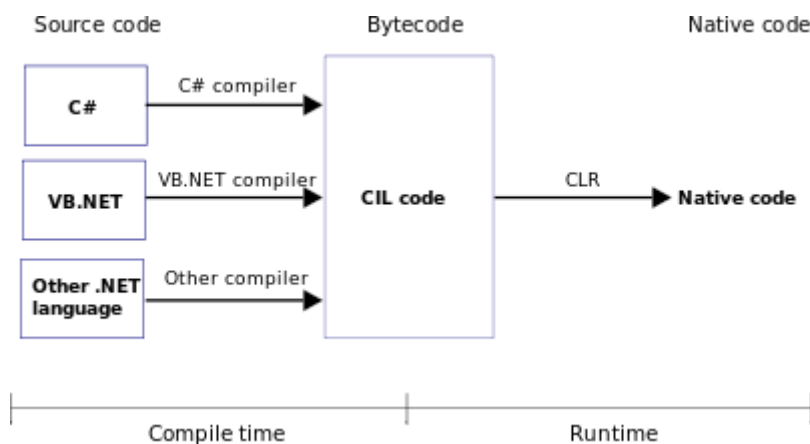 Source code
Bytecode
Native code
C#
C# compiler
VB.NET
VB.NET compiler
CIL code
CLR
Native code
Other .NET
language
Other compiler
Compile time
Runtime